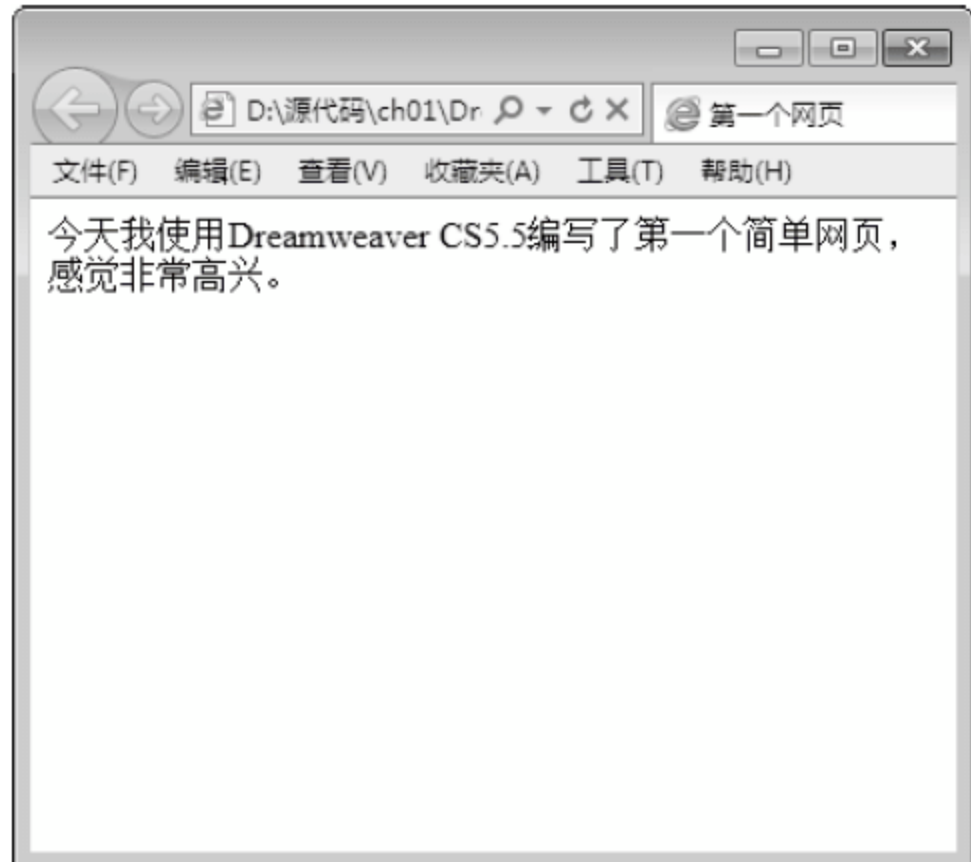 D:\源代码\ch01\Dr
第一个网页
文件(F) 编辑(E) 查看(V) 收藏夹(A) 工具(T) 帮助(H)
今天我使用Dreamweaver CS5.5编写了第一个简单网页，
感觉非常高兴。